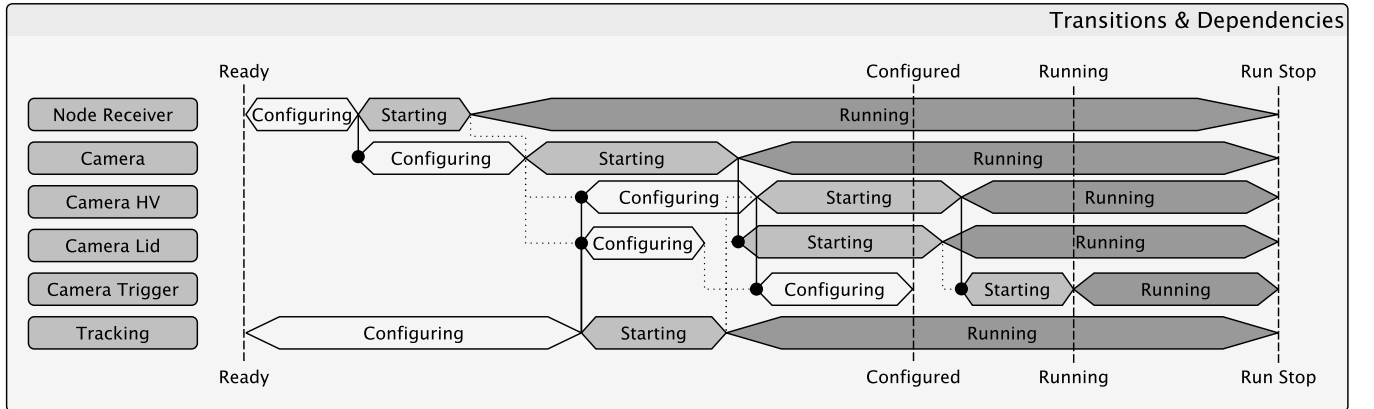 Transitions & Dependencies
Ready Configured Running Run Stop
Node Receiver Configuring Starting Running
Camera Configuring Starting Running
Camera HV Configuring Starting Running
Camera Lid Configuring Starting Running
Camera Trigger Configuring Starting Running
Tracking Configuring Starting Running
Ready Configured Running Run Stop